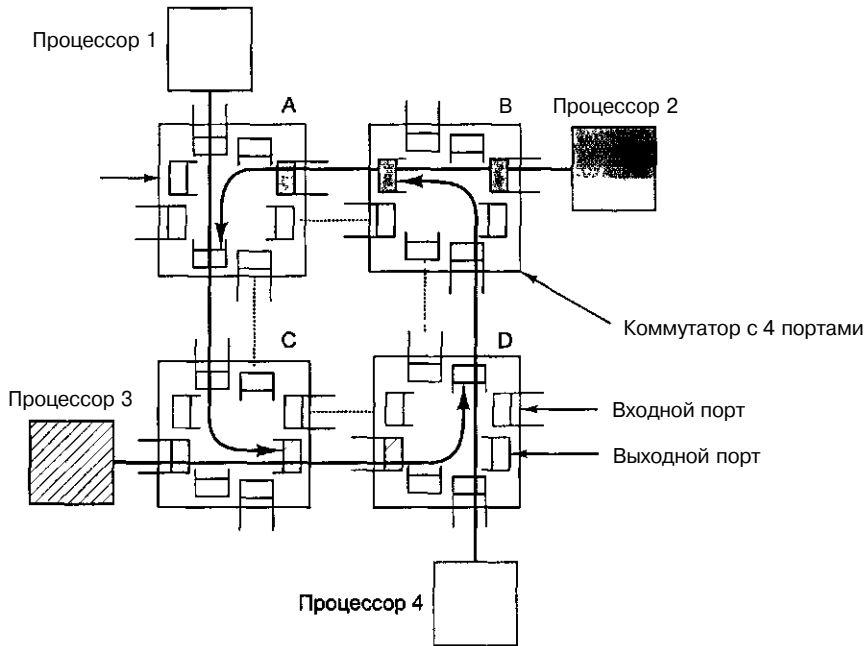 Процессор 1
A
B
Процессор 2
Коммутатор с 4 портами
C
D
Процессор 3
Входной порт
Выходной порт
Процессор 4